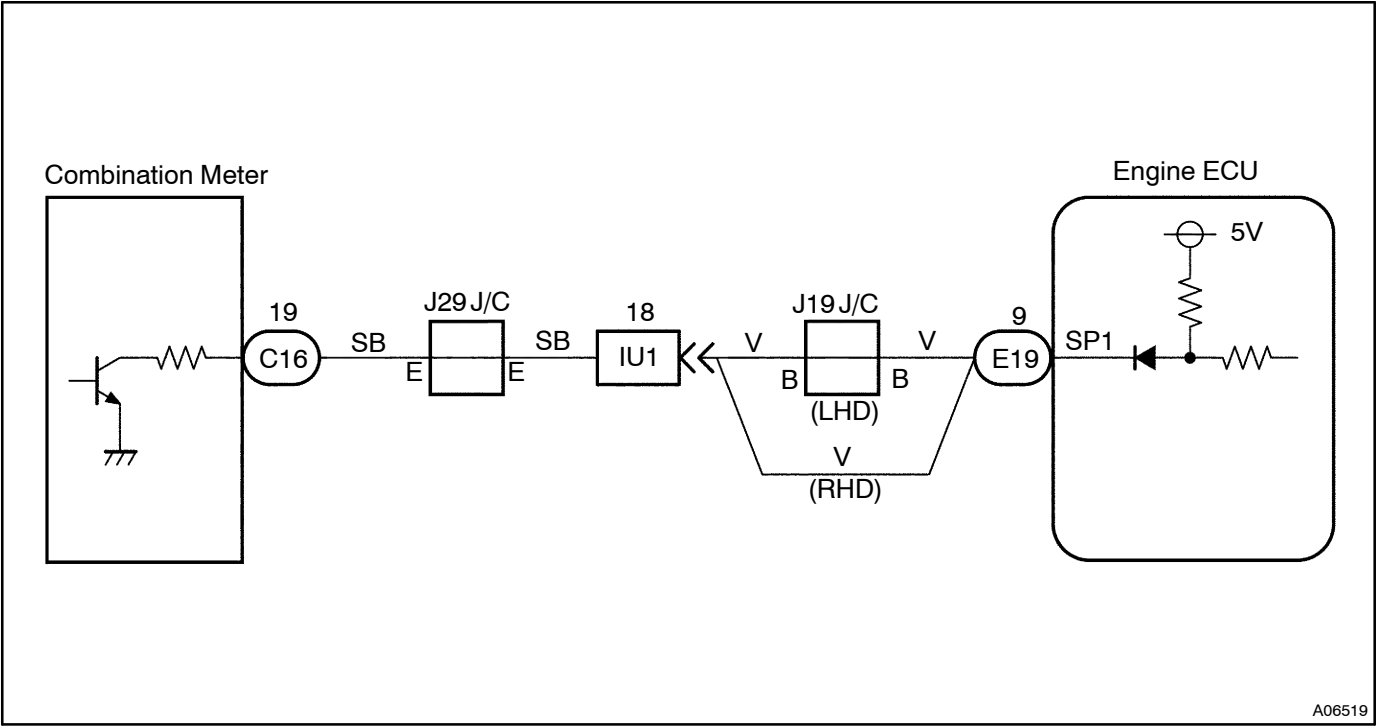 Combination Meter
Engine ECU
5V
19
C16
SB
J29 J/C
E
E
SB
18
IU1
V
J19 J/C
B
B
(LHD)
V
V
(RHD)
9
E19
SP1
A06519